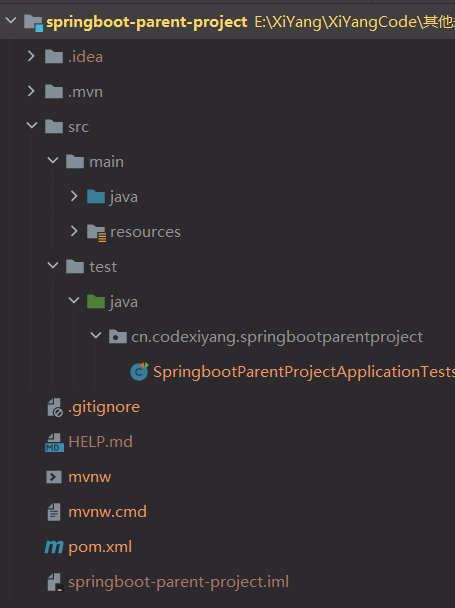 springboot-parent-project E:\XiYang\XiYangCode\其他
.idea
.mvn
src
main
java
resources
test
java
cn.codexiyang.springbootparentproject
SpringbootParentProjectApplicationTests
.gitignore
MD HELP.md
mvnw
mvnw.cmd
m pom.xml
springboot-parent-project.iml